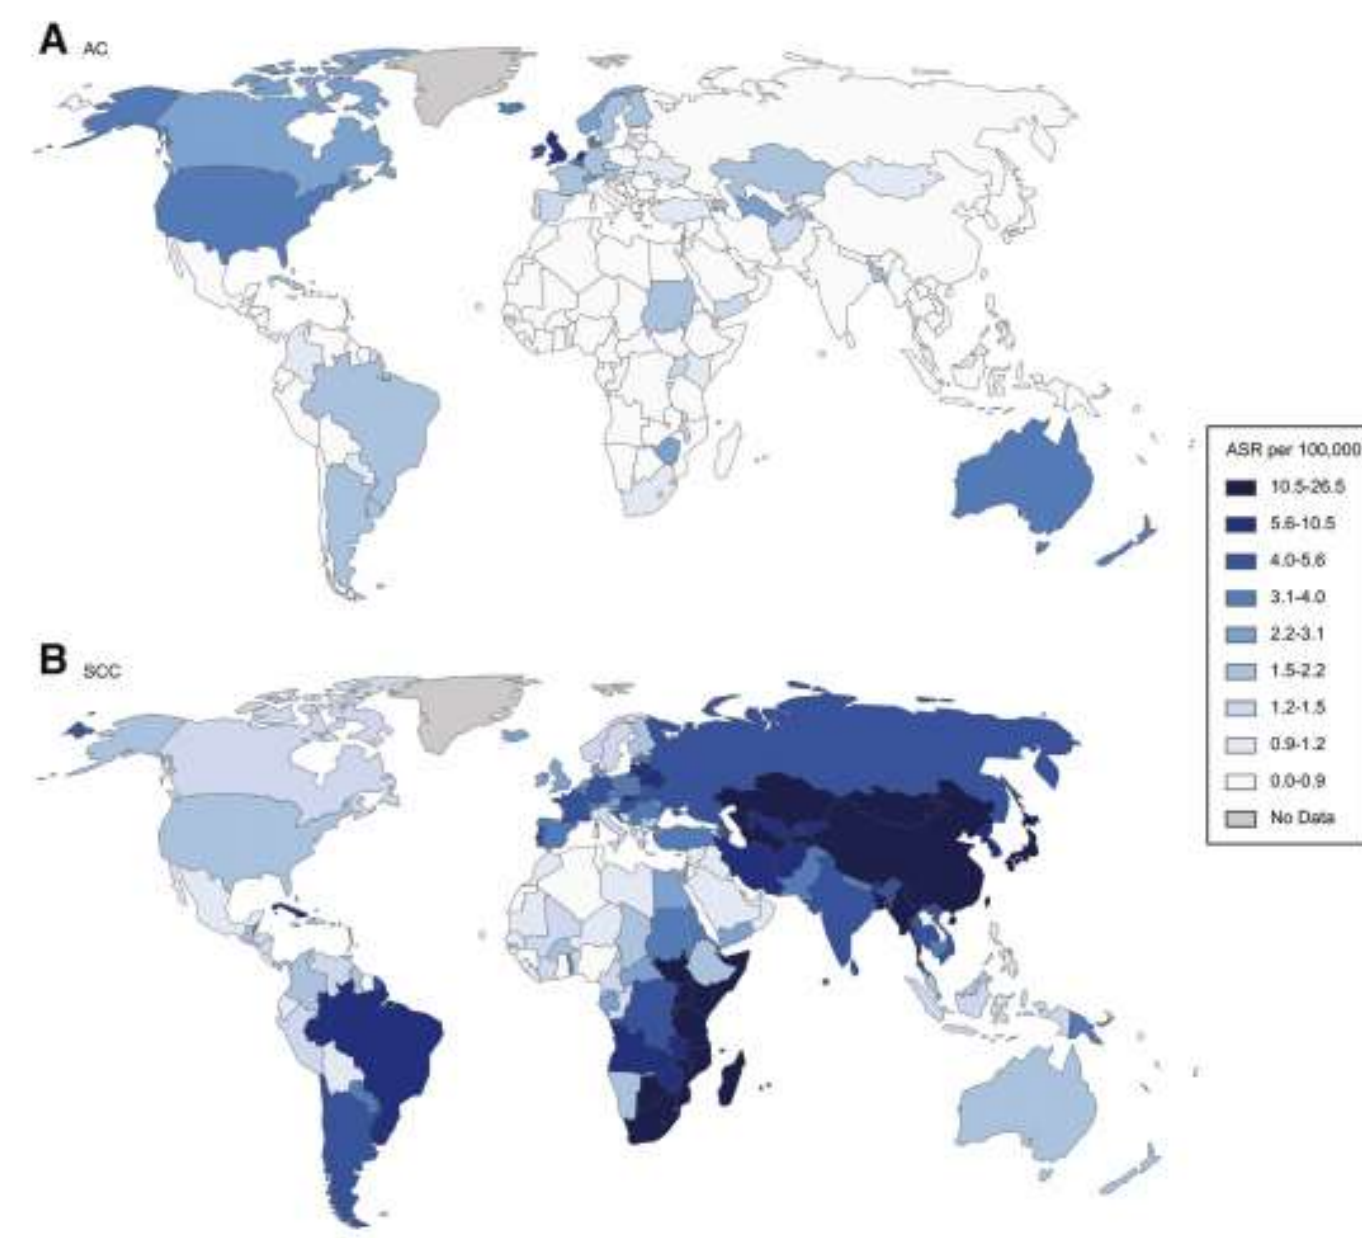 A AC
ASR per 100,000
10.5-26.5
5.6-10.5
4.0-5.6
3.1-4.0
2.2-3.1
1.5-2.2
1.2-1.5
0.9-1.2
0.0-0.9
No Data
B SCC